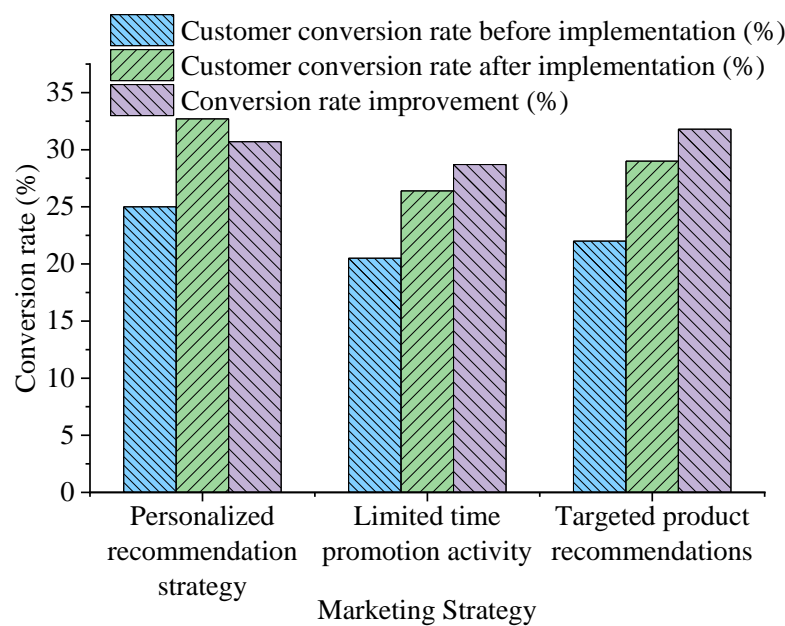 Customer conversion rate before implementation (%)
Customer conversion rate after implementation (%)
Conversion rate improvement (%)
Conversion rate (%)
35
30
25
20
15
10
5
0
Personalized
recommendation
strategy
Limited time
promotion activity
Targeted product
recommendations
Marketing Strategy